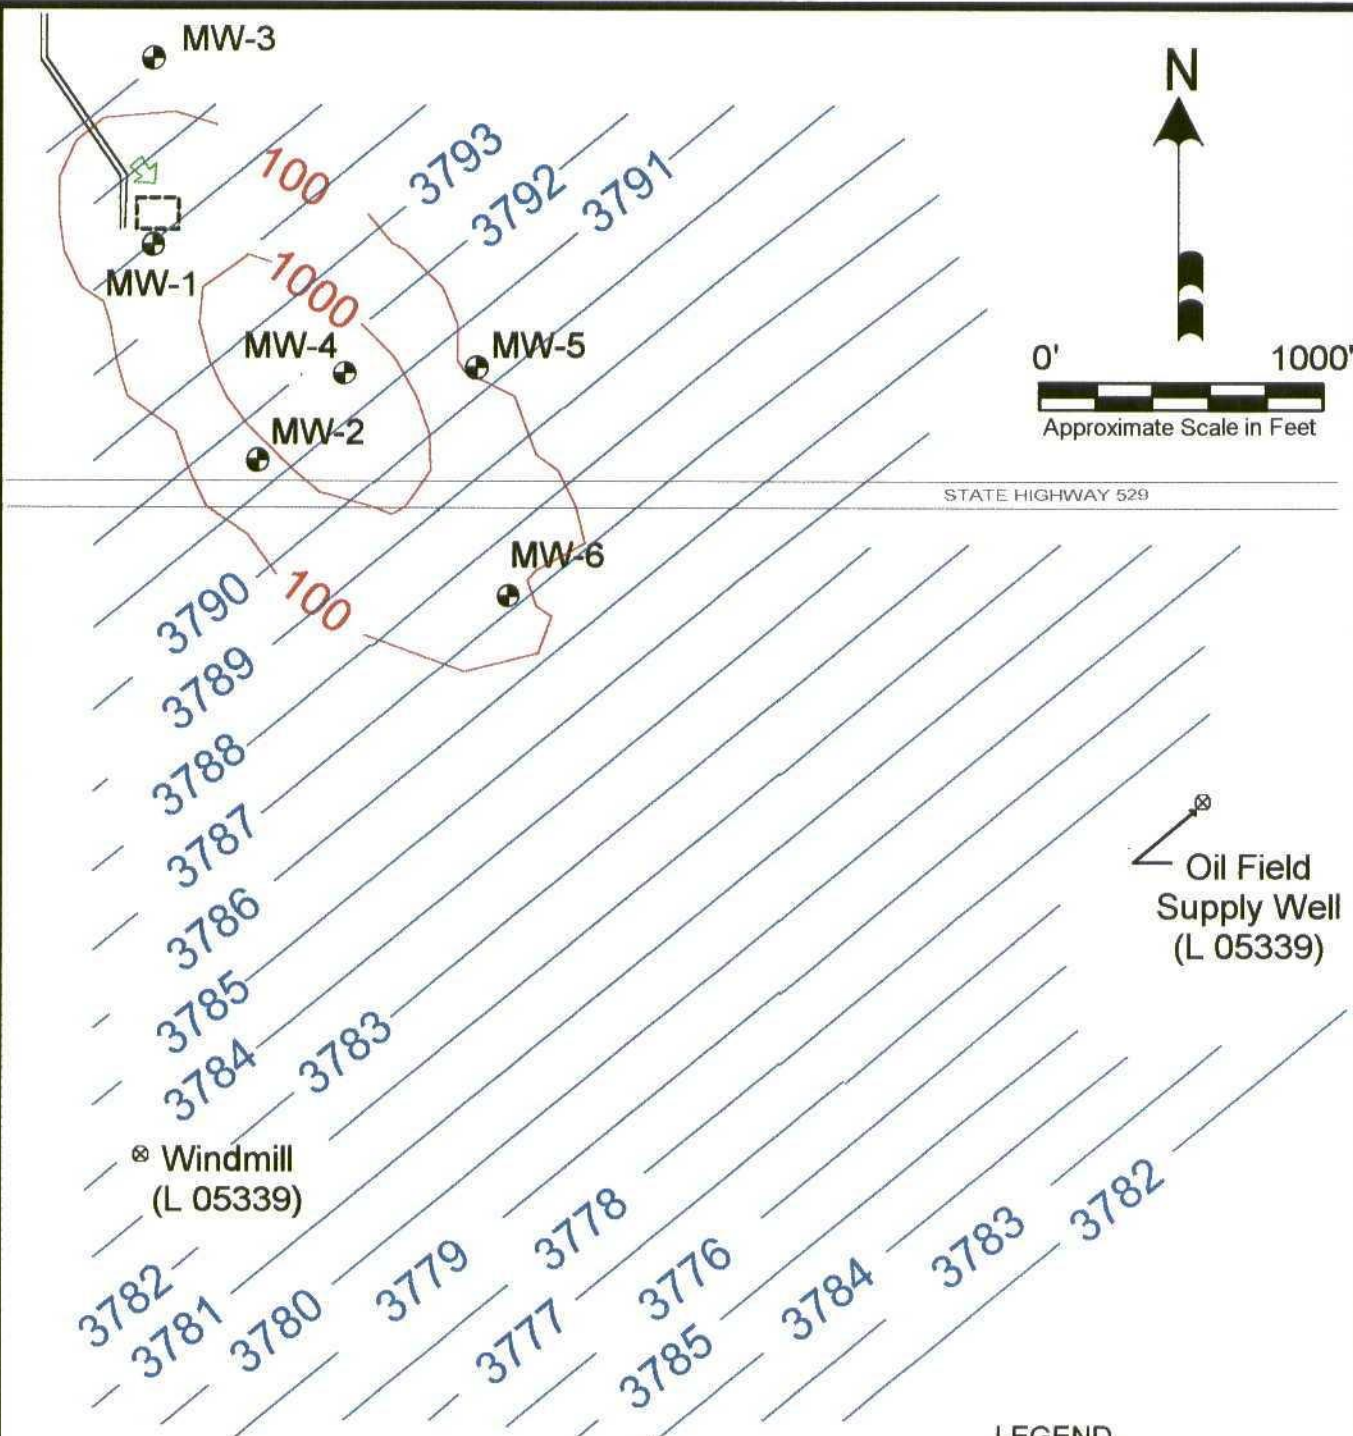 MW-3
N
3793
3792
3791
100
MW-1
1000
MW-4
MW-5
0'
1000'
Approximate Scale in Feet
MW-2
STATE HIGHWAY 529
MW-6
100
3790
3789
3788
3787
3786
3785
3784
3783
Oil Field
Supply Well
(L 05339)
Windmill
(L 05339)
3782
3781
3780
3779
3778
3777
3776
3785
3784
3783
3782
LEGEND